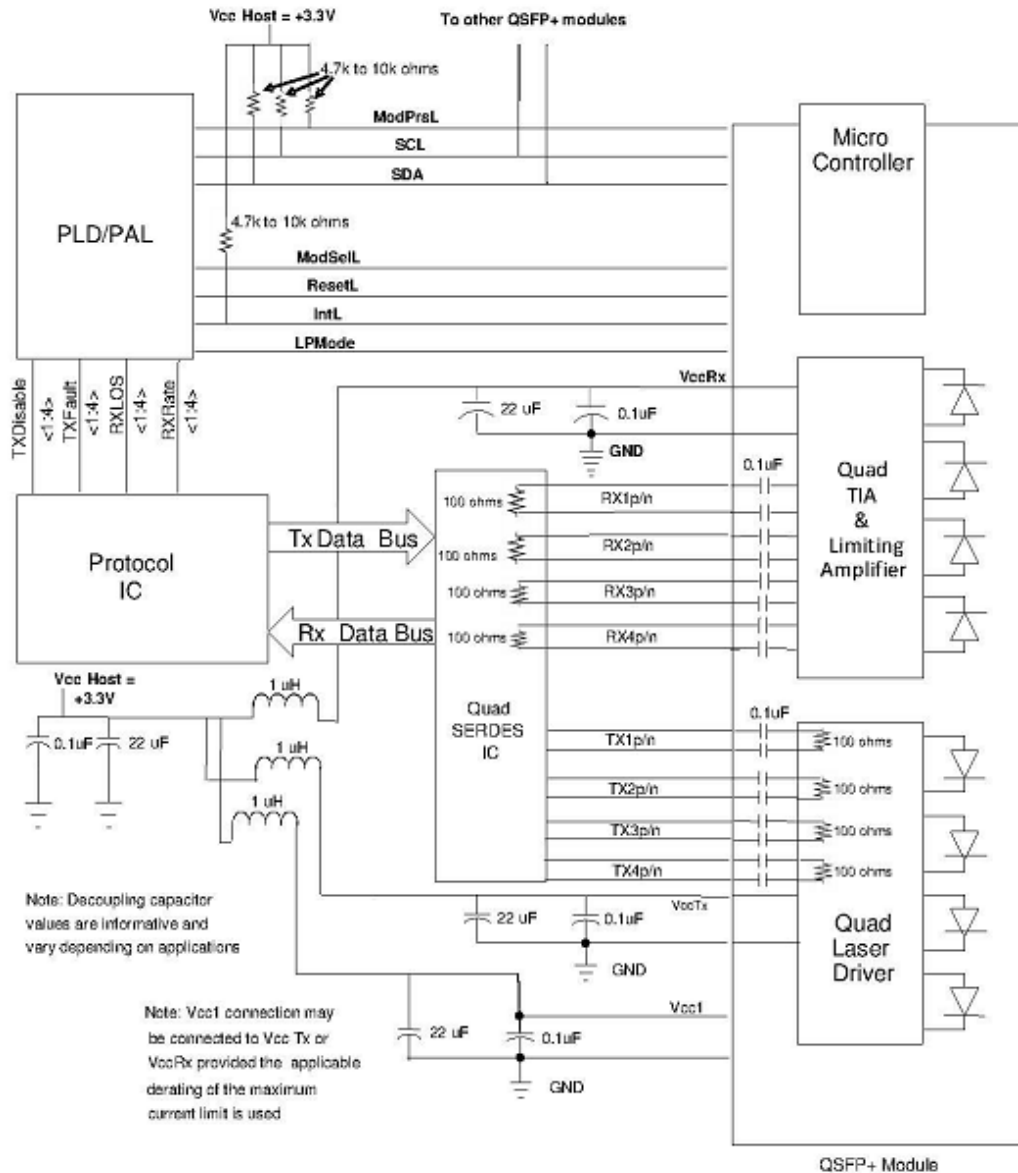 Vcc Host = +3.3V
To other QSFP+ modules
4.7k to 10k ohms
ModPrsL
SCL
SDA
PLD/PAL
Micro
Controller
4.7k to 10k ohms
ModSelL
ResetL
IntL
LPMode
TXDisable
<1:4>
TXFault
<1:4>
RXLOS
<1:4>
RXRate
<1:4>
VccRx
22 uF
0.1uF
GND
0.1uF
Quad
TIA
&
Limiting
Amplifier
100 ohms
RX1p/n
100 ohms
RX2p/n
100 ohms
RX3p/n
100 ohms
RX4p/n
Tx Data Bus
Protocol
IC
Rx Data Bus
Vcc Host =
+3.3V
0.1uF
22 uF
1 uH
1 uH
1 uH
Quad
SERDES
IC
0.1uF
TX1p/n
100 ohms
TX2p/n
100 ohms
TX3p/n
100 ohms
TX4p/n
100 ohms
VccTx
22 uF
0.1uF
GND
Quad
Laser
Driver
Note: Decoupling capacitor
values are informative and
vary depending on applications
Note: Vcc1 connection may
be connected to Vcc Tx or
VccRx provided the applicable
derating of the maximum
current limit is used
Vcc1
22 uF
0.1uF
GND
QSFP+ Module